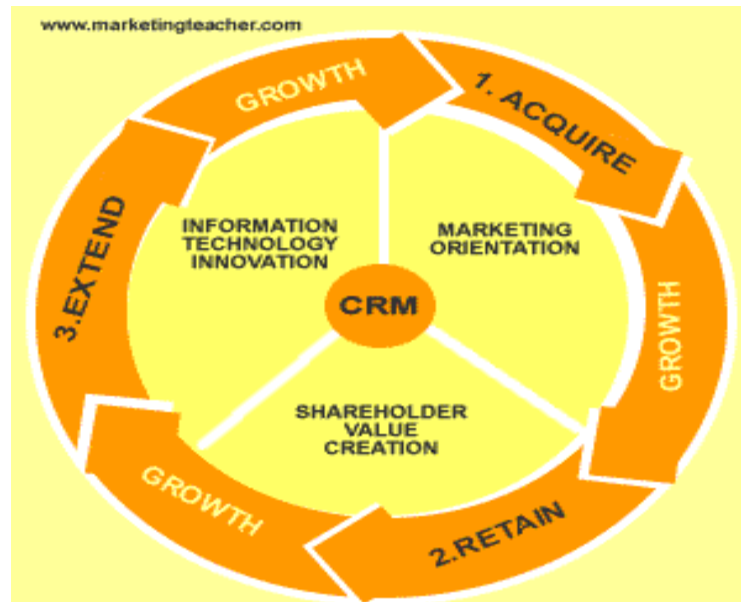 www.marketingteacher.com
GROWTH
1. ACQUIRE
INFORMATION
TECHNOLOGY
INNOVATION
MARKETING
ORIENTATION
3.EXTEND
CRM
GROWTH
SHAREHOLDER
VALUE
CREATION
GROWTH
2.RETAIN